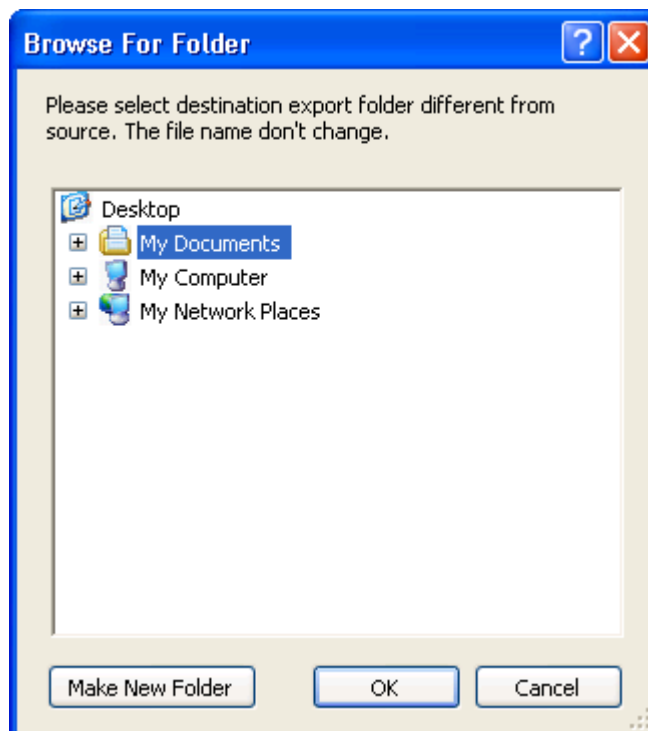 Browse For Folder
Please select destination export folder different from
source. The file name don't change.
Desktop
My Documents
My Computer
My Network Places
Make New Folder OK Cancel